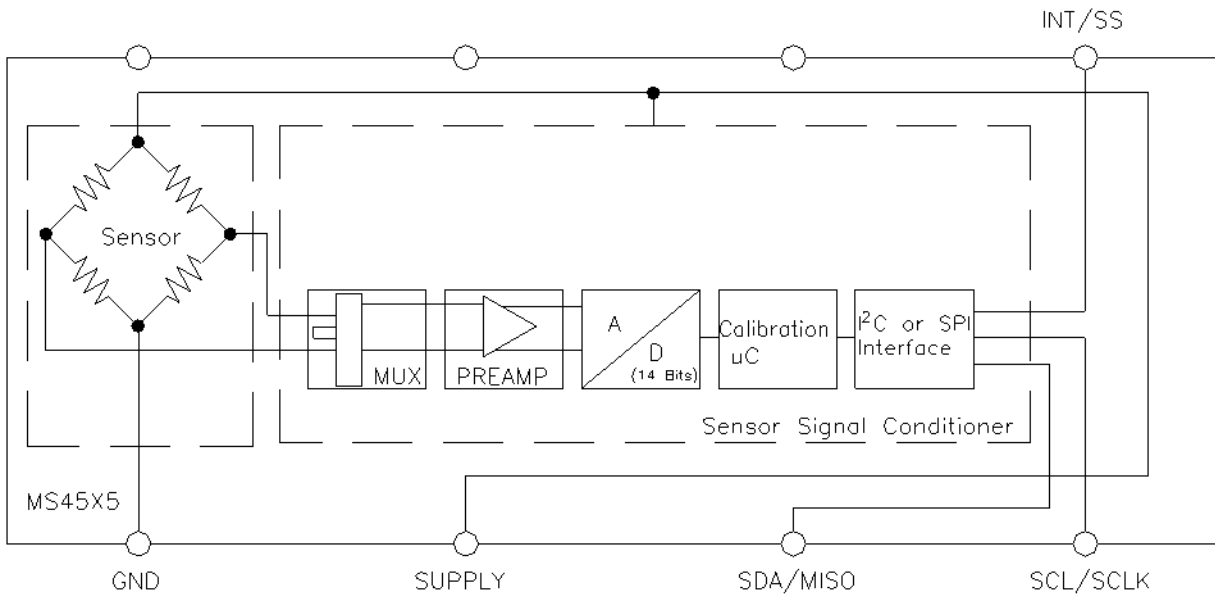 INT/SS
Sensor
A
D
(14 Bits)
MUX
PREAMP
Calibration
uC
I²C or SPI
Interface
Sensor Signal Conditioner
MS45X5
GND
SUPPLY
SDA/MISO
SCL/SCLK